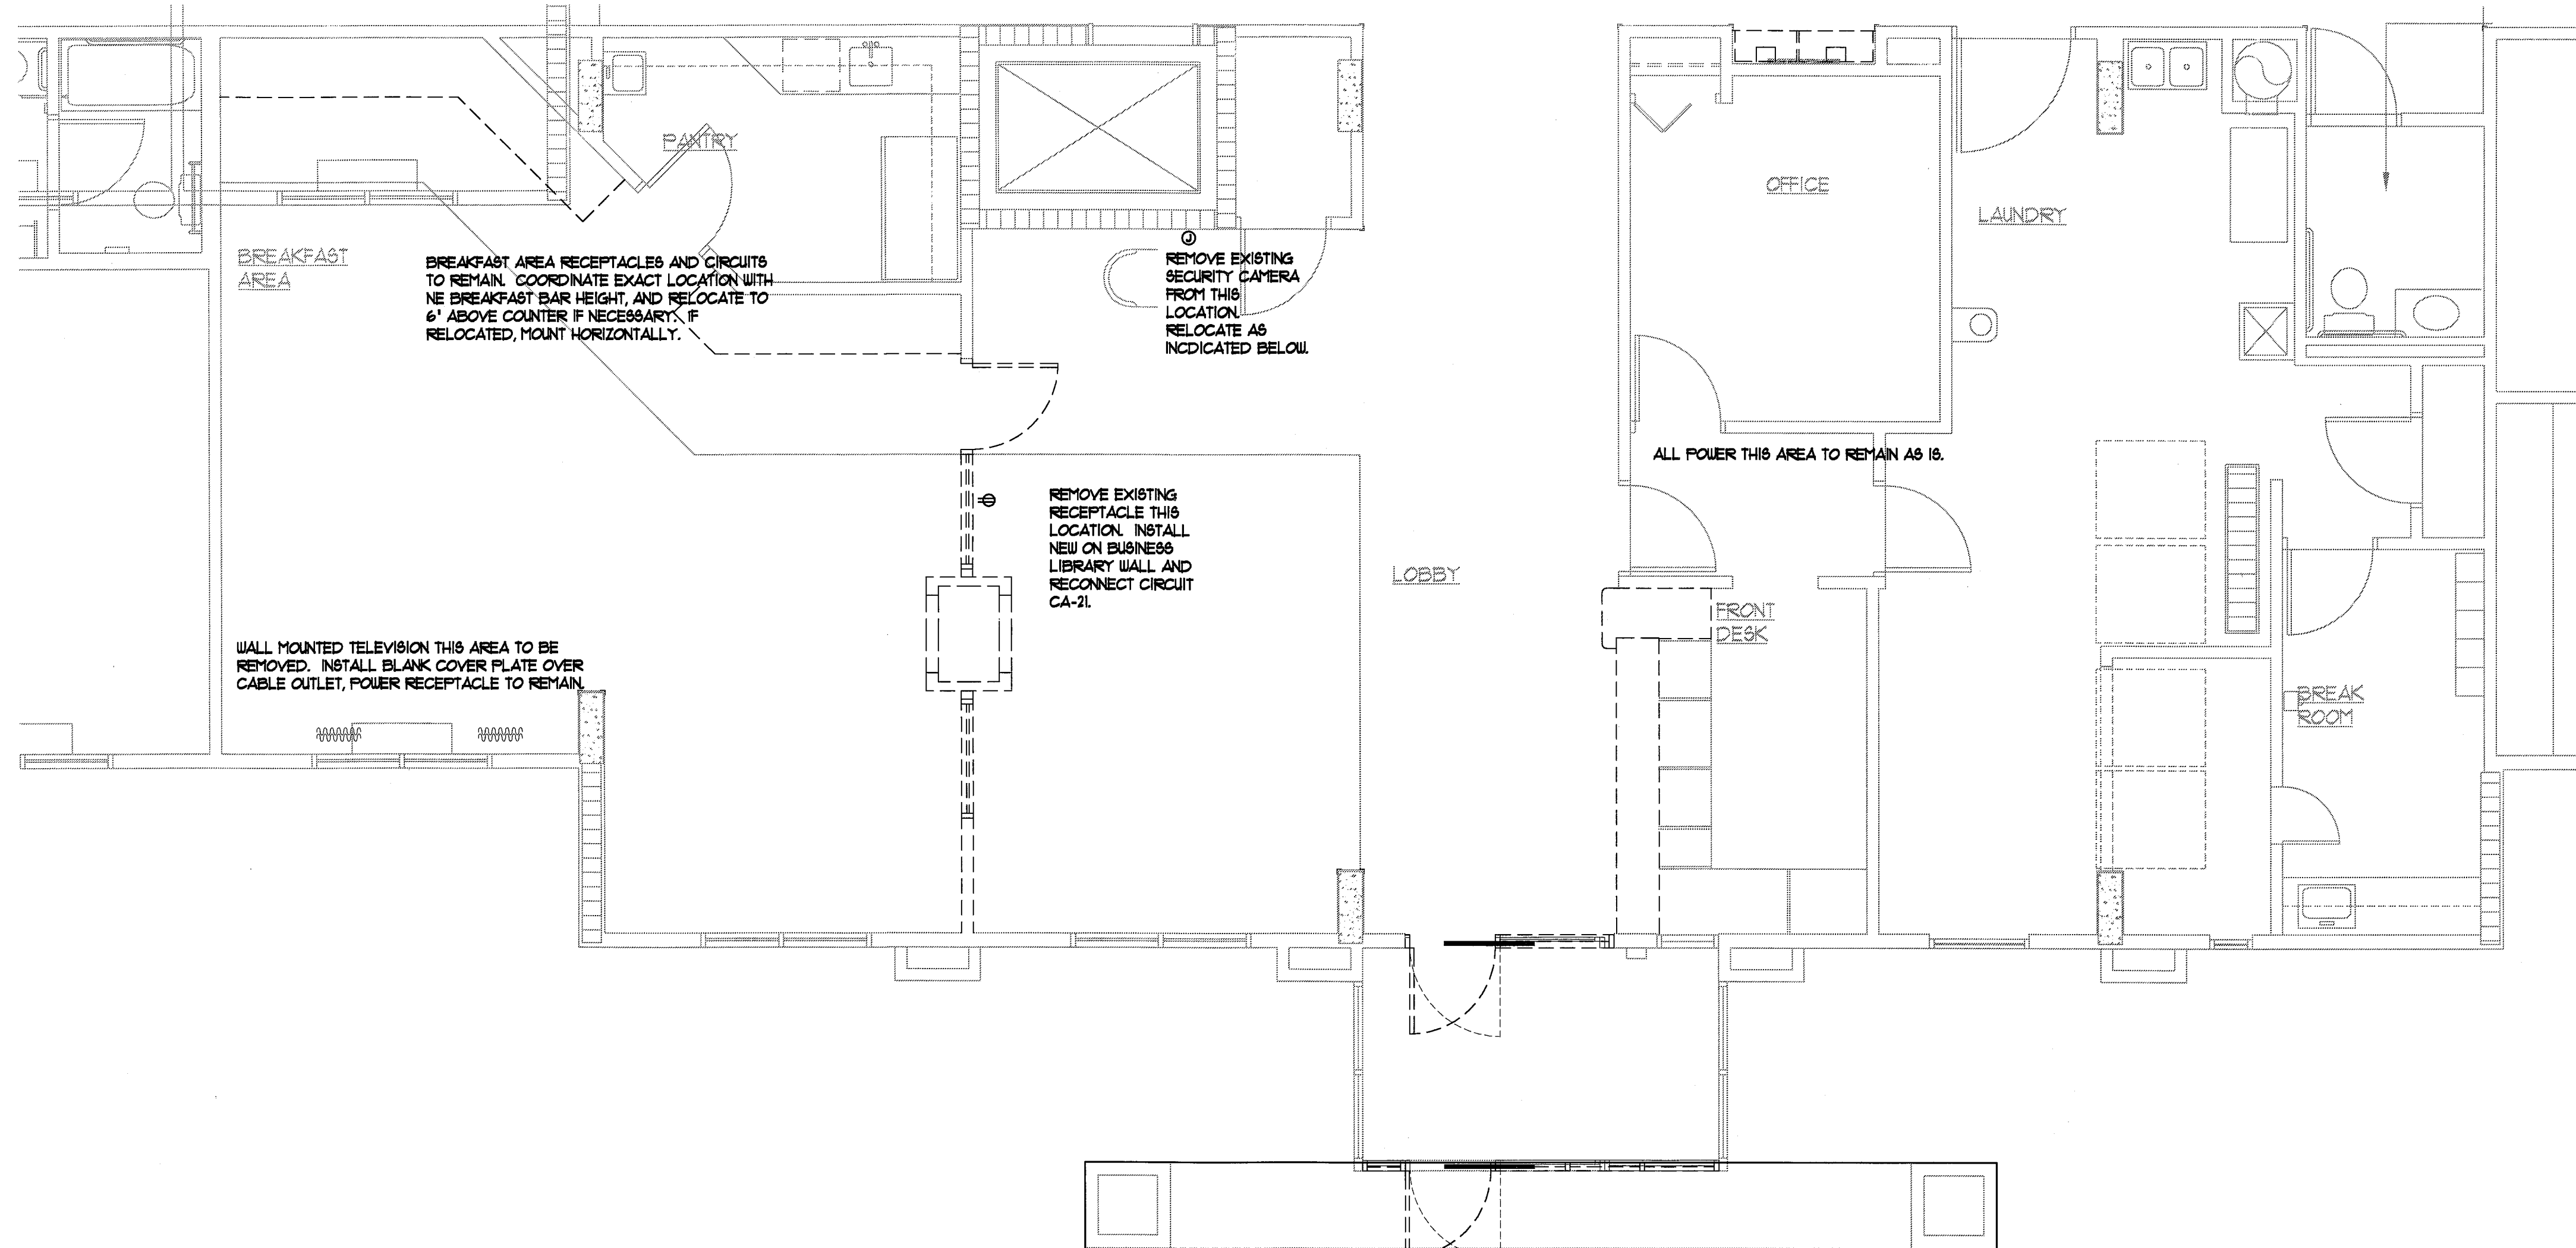 PANTRY
OFFICE
LAUNDRY
BREAKFAST
AREA
BREAKFAST AREA RECEPTACLES AND CIRCUITS
TO REMAIN. COORDINATE EXACT LOCATION WITH
NE BREAKFAST BAR HEIGHT, AND RELOCATE TO
6" ABOVE COUNTER IF NECESSARY. IF
RELOCATED, MOUNT HORIZONTALLY.
J
REMOVE EXISTING
SECURITY CAMERA
FROM THIS
LOCATION.
RELOCATE AS
INCDICATED BELOW.
ALL POWER THIS AREA TO REMAIN AS IS.
REMOVE EXISTING
RECEPTACLE THIS
LOCATION. INSTALL
NEW ON BUSINESS
LIBRARY WALL AND
RECONNECT CIRCUIT
CA-21.
LOBBY
FRONT
DESK
WALL MOUNTED TELEVISION THIS AREA TO BE
REMOVED. INSTALL BLANK COVER PLATE OVER
CABLE OUTLET, POWER RECEPTACLE TO REMAIN.
BREAK
ROOM